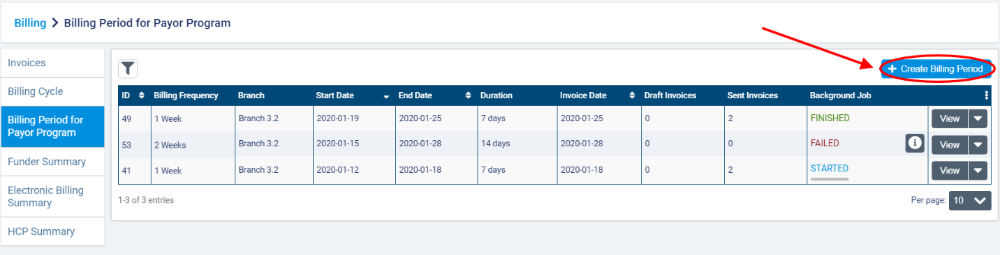 Billing > Billing Period for Payor Program
Invoices
Billing Cycle
Billing Period for
Payor Program
Funder Summary
Electronic Billing
Summary
HCP Summary
+ Create Billing Period
ID Billing Frequency Branch Start Date End Date Duration Invoice Date Draft Invoices Sent Invoices Background Job
49 1 Week Branch 3.2 2020-01-19 2020-01-25 7 days 2020-01-25 0 2 FINISHED View
53 2 Weeks Branch 3.2 2020-01-15 2020-01-28 14 days 2020-01-28 0 0 FAILED View
41 1 Week Branch 3.2 2020-01-12 2020-01-18 7 days 2020-01-18 0 2 STARTED View
1-3 of 3 entries
Per page: 10